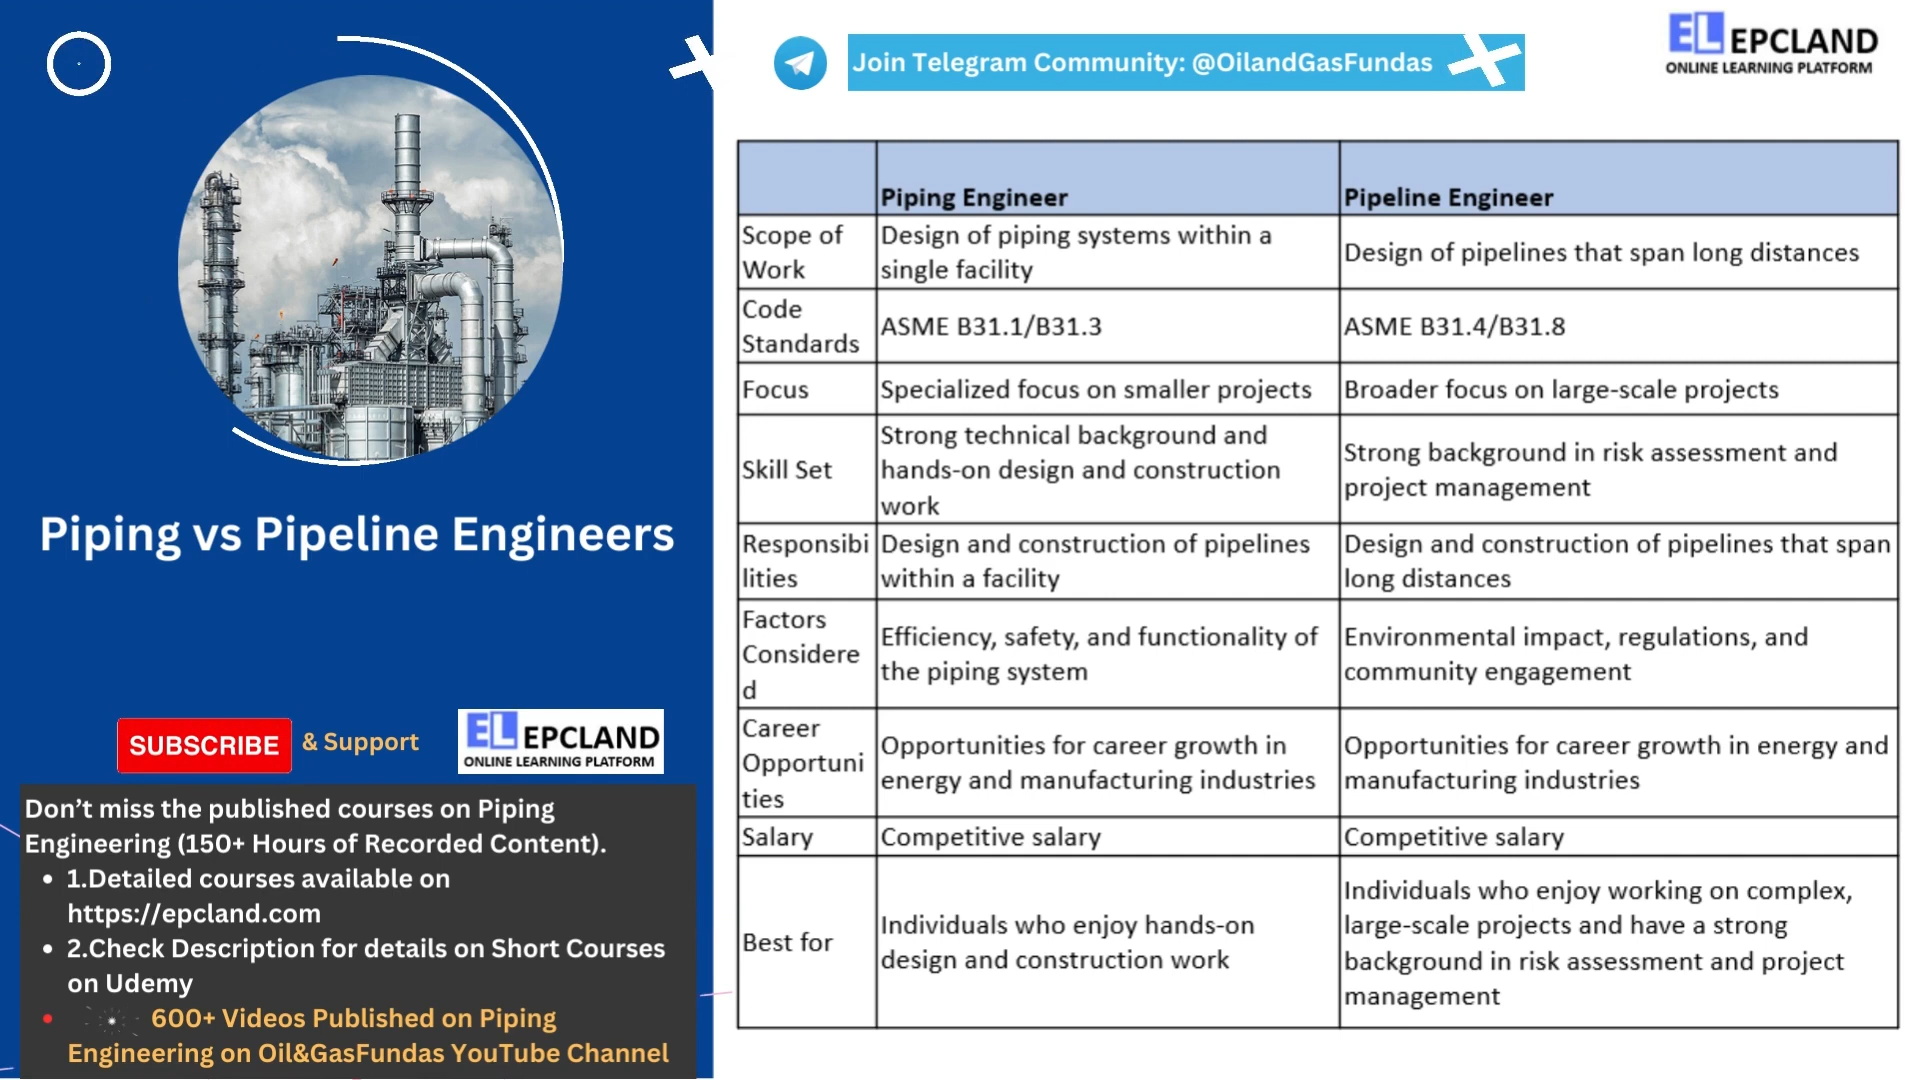 Join Telegram Community: @OilandGasFundas
EL EPCLAND
ONLINE LEARNING PLATFORM
Piping vs Pipeline Engineers
SUBSCRIBE & Support
EL EPCLAND
ONLINE LEARNING PLATFORM
Don’t miss the published courses on Piping
Engineering (150+ Hours of Recorded Content).
• 1.Detailed courses available on
https://epcland.com
• 2.Check Description for details on Short Courses
on Udemy
• 600+ Videos Published on Piping
Engineering on Oil&GasFundas YouTube Channel
Piping Engineer
Pipeline Engineer
Scope of
Work
Design of piping systems within a
single facility
Design of pipelines that span long distances
Code
Standards
ASME B31.1/B31.3
ASME B31.4/B31.8
Focus
Specialized focus on smaller projects
Broader focus on large-scale projects
Skill Set
Strong technical background and
hands-on design and construction
work
Strong background in risk assessment and
project management
Responsibi
lities
Design and construction of pipelines
within a facility
Design and construction of pipelines that span
long distances
Factors
Considere
d
Efficiency, safety, and functionality of
the piping system
Environmental impact, regulations, and
community engagement
Career
Opportuni
ties
Opportunities for career growth in
energy and manufacturing industries
Opportunities for career growth in energy and
manufacturing industries
Salary
Competitive salary
Competitive salary
Best for
Individuals who enjoy hands-on
design and construction work
Individuals who enjoy working on complex,
large-scale projects and have a strong
background in risk assessment and project
management